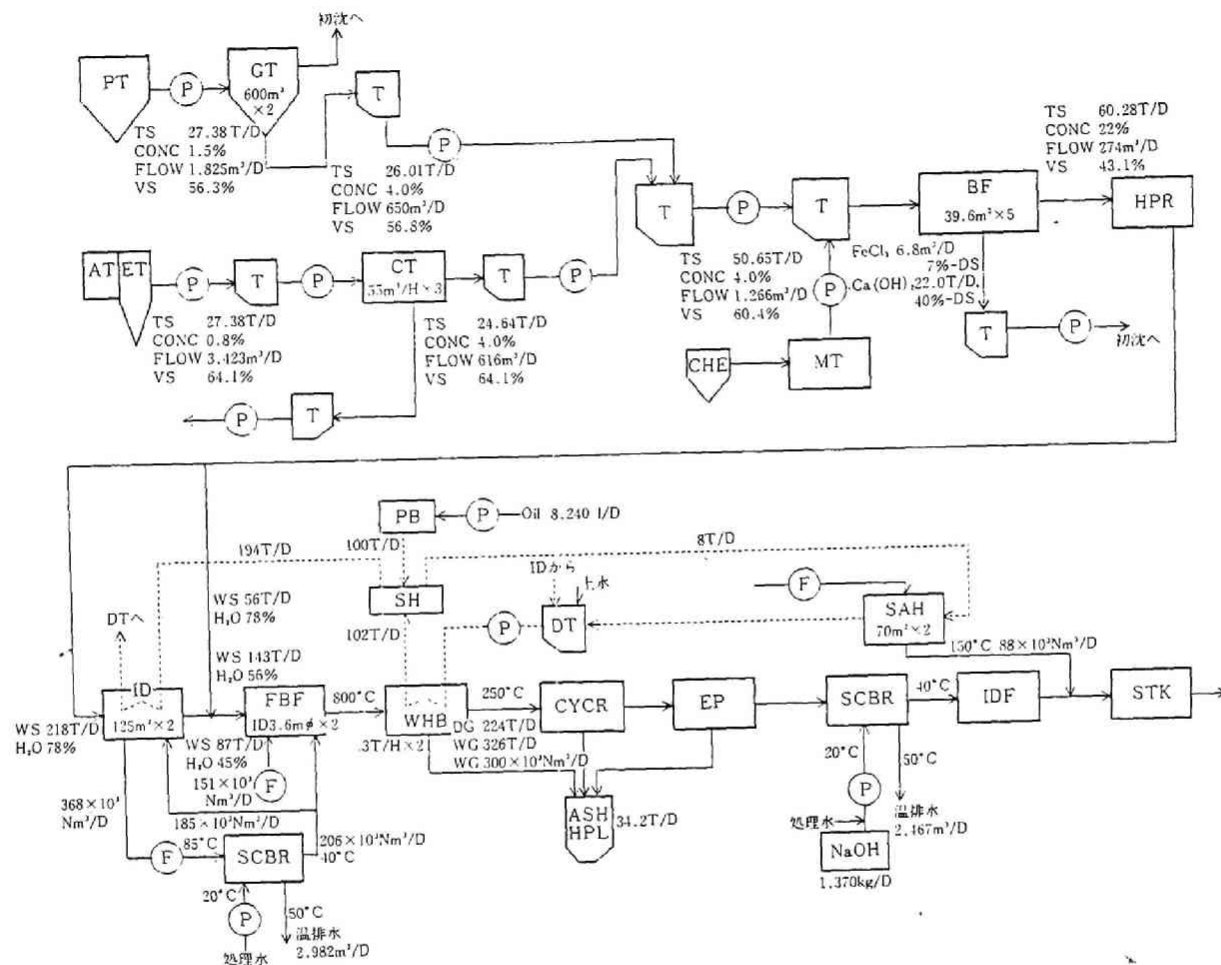 初沈へ
PT
P
GT
600m³
×2
T
TS 27.38T/D
CONC 1.5%
FLOW 1.825m³/D
VS 56.3%
P
TS 26.01T/D
CONC 4.0%
FLOW 650m³/D
VS 56.8%
TS 60.28T/D
CONC 22%
FLOW 274m³/D
VS 43.1%
T
P
T
BF
39.6m²×5
HPR
AT
ET
P
T
P
CT
55m³/H×3
T
P
TS 27.38T/D
CONC 0.8%
FLOW 3.423m³/D
VS 64.1%
TS 24.64T/D
CONC 4.0%
FLOW 616m³/D
VS 64.1%
TS 50.65T/D
CONC 4.0%
FLOW 1.266m³/D
VS 60.4%
P
FeCl₃ 6.8m³/D
7%-DS
Ca(OH)₂22.0T/D
40%-DS
T
P
初沈へ
CHE
MT
P
T
PB
P
Oil 8.240 l/D
194T/D
100T/D
8T/D
IDから
上水
F
SH
DTへ
WS 56T/D
H₂O 78%
102T/D
P
DT
SAH
70m²×2
150°C 88×10³Nm³/D
WS 143T/D
H₂O 56%
ID
125m²×2
WS 218T/D
H₂O 78%
FBF
ID3.6mφ×2
800°C
WHB
3T/H×2
250°C
CYCR
EP
SCBR
40°C
IDF
STK
WS 87T/D
H₂O 45%
DG 224T/D
WG 326T/D
WG 300×10³Nm³/D
151×10³
Nm³/D
F
368×10³
Nm³/D
185×10³Nm³/D
ASH
HPL
34.2T/D
20°C
50°C
P
処理水
温排水
2.467m³/D
NaOH
1.370kg/D
F
85°C
SCBR
206×10³Nm³/D
40°C
20°C
50°C
P
処理水
温排水
2.982m³/D